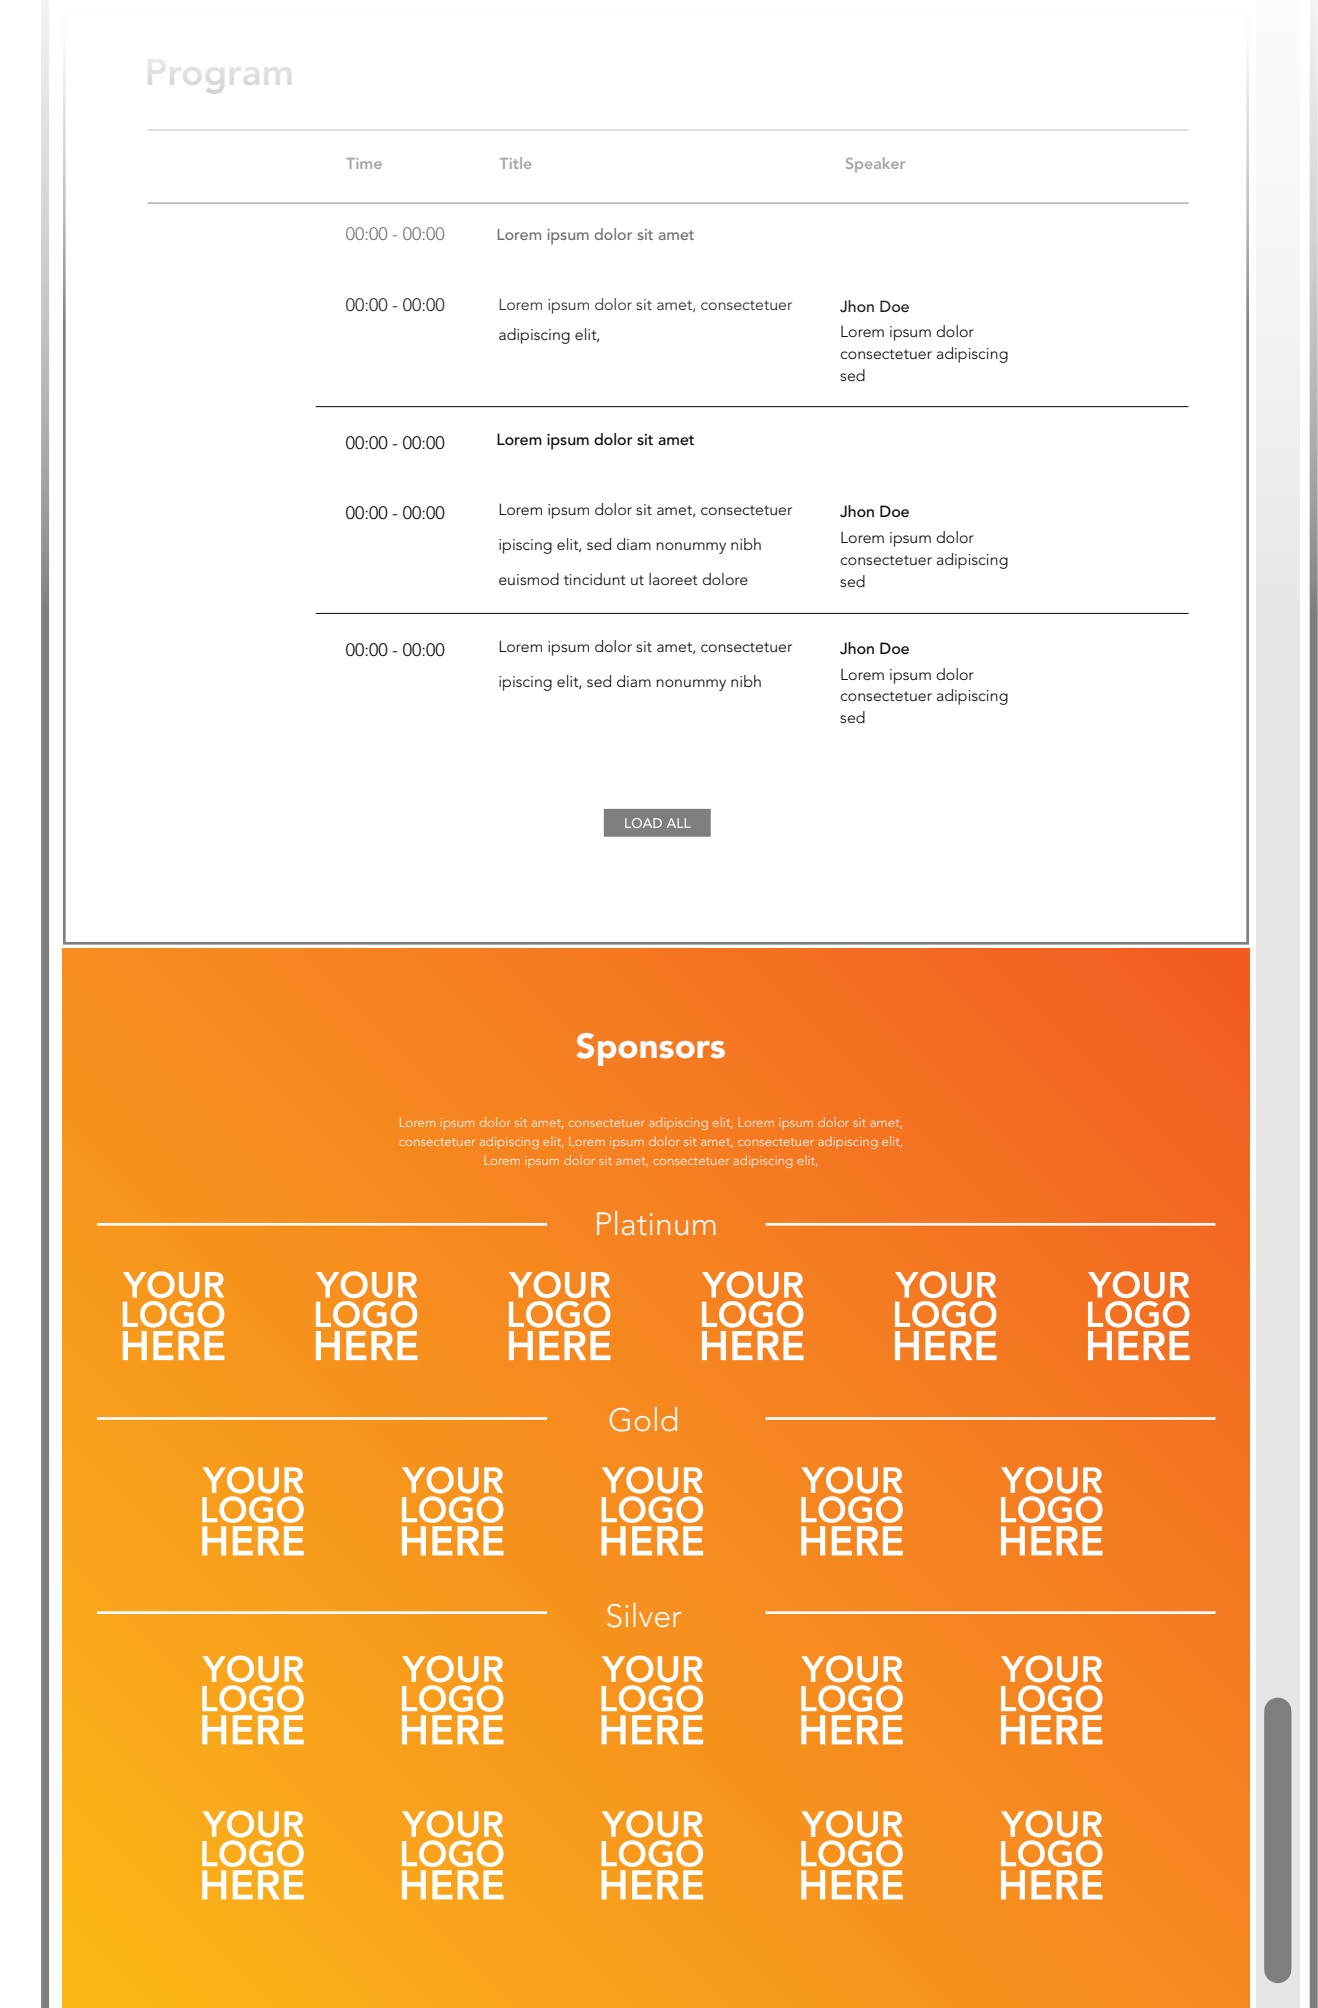 Program
Time Title Speaker
00:00 - 00:00 Lorem ipsum dolor sit amet
00:00 - 00:00 Lorem ipsum dolor sit amet, consectetuer
adipiscing elit,
Jhon Doe
Lorem ipsum dolor
consectetuer adipiscing
sed
00:00 - 00:00 Lorem ipsum dolor sit amet
00:00 - 00:00 Lorem ipsum dolor sit amet, consectetuer
ipiscing elit, sed diam nonummy nibh
euismod tincidunt ut laoreet dolore
Jhon Doe
Lorem ipsum dolor
consectetuer adipiscing
sed
00:00 - 00:00 Lorem ipsum dolor sit amet, consectetuer
ipiscing elit, sed diam nonummy nibh
Jhon Doe
Lorem ipsum dolor
consectetuer adipiscing
sed
LOAD ALL
Sponsors
Lorem ipsum dolor sit amet, consectetuer adipiscing elit, Lorem ipsum dolor sit amet,
consectetuer adipiscing elit, Lorem ipsum dolor sit amet, consectetuer adipiscing elit,
Lorem ipsum dolor sit amet, consectetuer adipiscing elit,
Platinum
YOUR YOUR YOUR YOUR YOUR YOUR
LOGO LOGO LOGO LOGO LOGO LOGO
HERE HERE HERE HERE HERE HERE
Gold
YOUR YOUR YOUR YOUR YOUR
LOGO LOGO LOGO LOGO LOGO
HERE HERE HERE HERE HERE
Silver
YOUR YOUR YOUR YOUR YOUR
LOGO LOGO LOGO LOGO LOGO
HERE HERE HERE HERE HERE
YOUR YOUR YOUR YOUR YOUR
LOGO LOGO LOGO LOGO LOGO
HERE HERE HERE HERE HERE